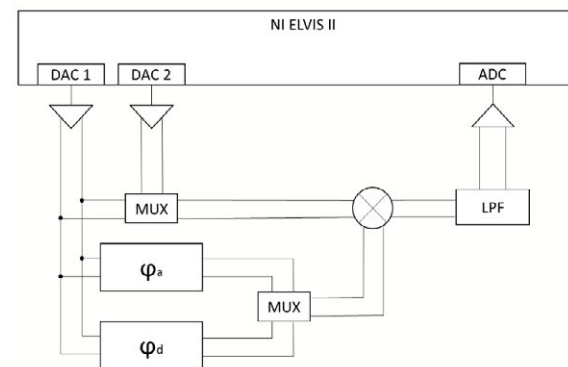 NI ELVIS II
DAC 1 DAC 2 ADC
MUX LPF
φa
MUX
φd